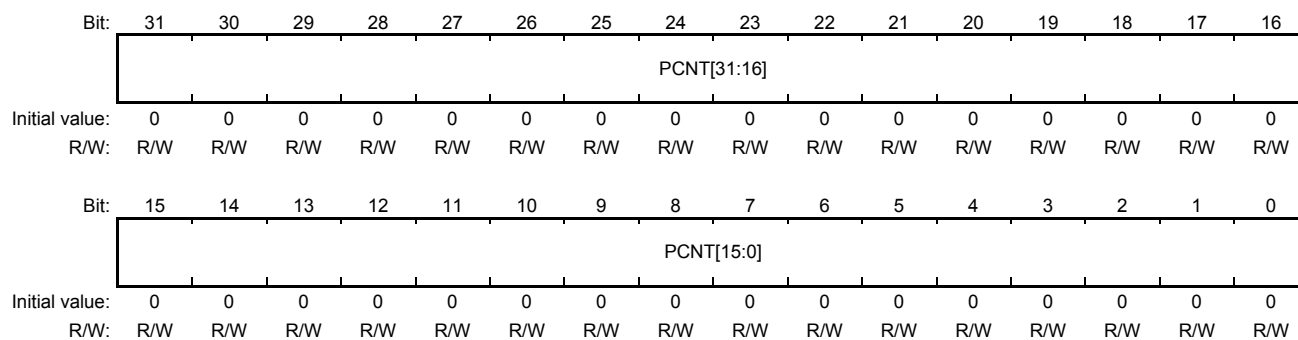 Bit: 31 30 29 28 27 26 25 24 23 22 21 20 19 18 17 16
PCNT[31:16]
Initial value: 0 0 0 0 0 0 0 0 0 0 0 0 0 0 0 0
R/W: R/W R/W R/W R/W R/W R/W R/W R/W R/W R/W R/W R/W R/W R/W R/W R/W
Bit: 15 14 13 12 11 10 9 8 7 6 5 4 3 2 1 0
PCNT[15:0]
Initial value: 0 0 0 0 0 0 0 0 0 0 0 0 0 0 0 0
R/W: R/W R/W R/W R/W R/W R/W R/W R/W R/W R/W R/W R/W R/W R/W R/W R/W